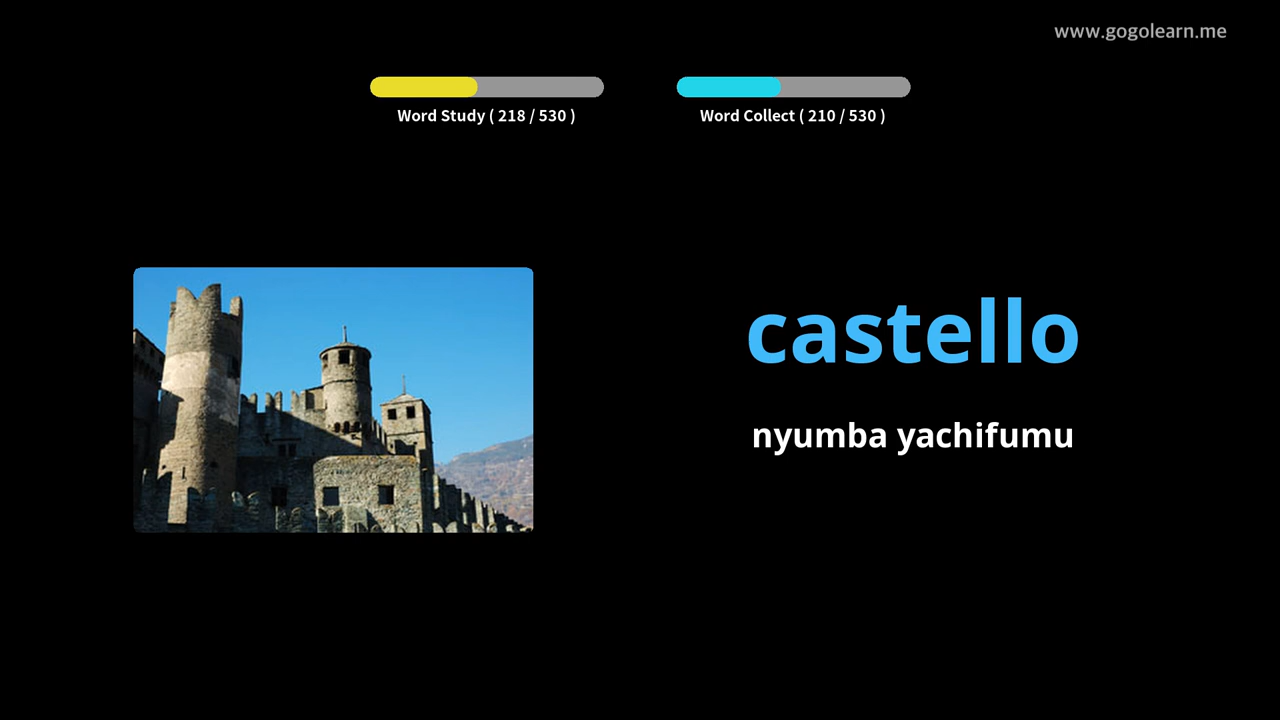 www.gogolearn.me
Word Study ( 218 / 530 )
Word Collect ( 210 / 530 )
castello
nyumba yachifumu